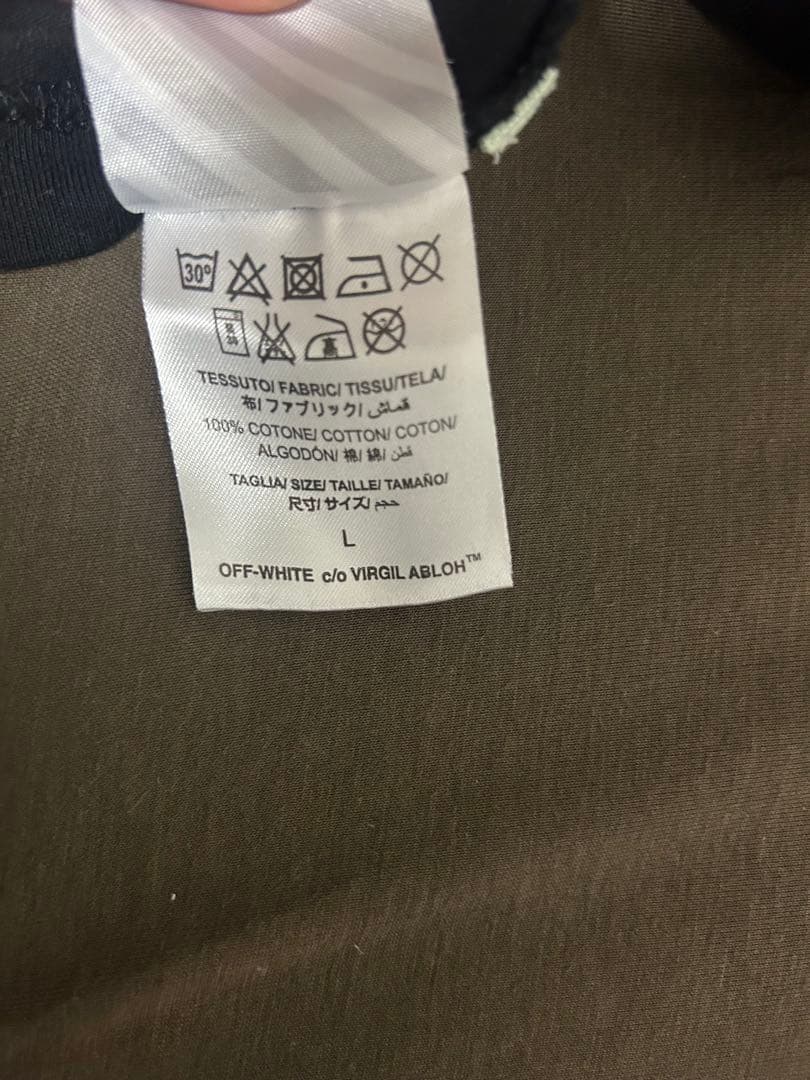 30°
高
TESSUTO/ FABRIC/ TISSU/TELA/
布/ファブリック/ قماش/
100% COTONE/ COTTON/ COTON/
ALGODÓN/ 棉/ 綿/ قطن
TAGLIA/ SIZE/ TAILLE/ TAMAÑO/
尺寸/サイズ/ حجم
L
OFF-WHITE c/o VIRGIL ABLOH™